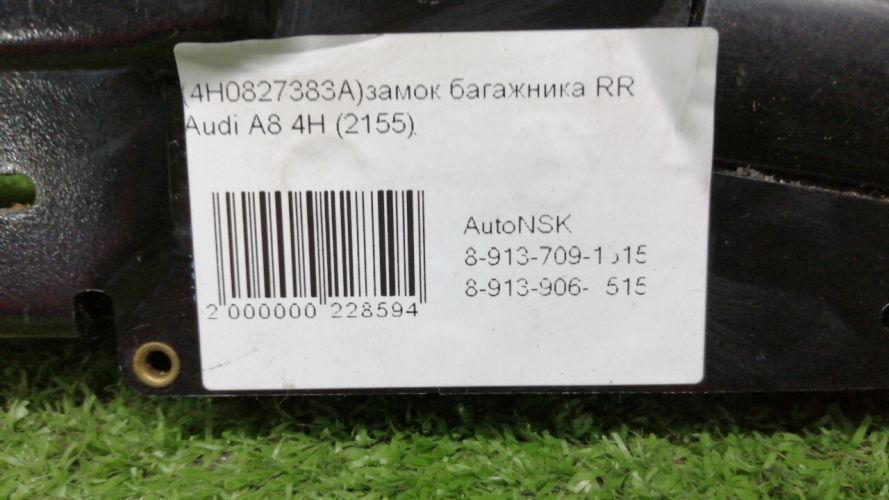 (4H0827383A)замок багажника RR
Audi A8 4H (2155)
AutoNSK
2 000000 228594